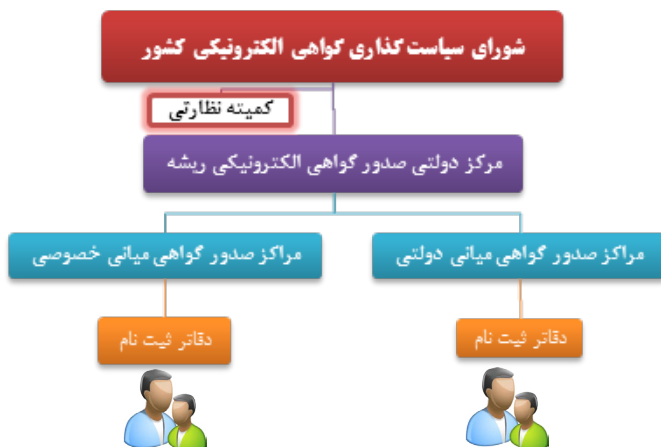 شورای سیاست گذاری گواهی الکترونیکی کشور
کمیته نظارتی
مرکز دولتی صدور گواهی الکترونیکی ریشه
مراکز صدور گواهی میانی دولتی
مراکز صدور گواهی میانی خصوصی
دفاتر ثبت نام
دفاتر ثبت نام